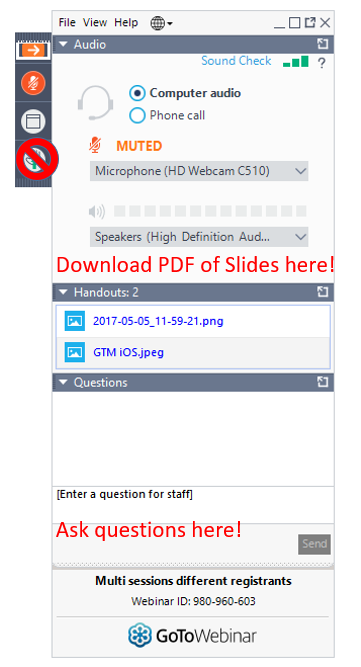 File View Help
Audio
Sound Check ?
Computer audio
Phone call
MUTED
Microphone (HD Webcam C510)
Speakers (High Definition Aud...
Download PDF of Slides here!
Handouts: 2
2017-05-05_11-59-21.png
GTM iOS.jpeg
Questions
[Enter a question for staff]
Ask questions here!
Send
Multi sessions different registrants
Webinar ID: 980-960-603
GoToWebinar